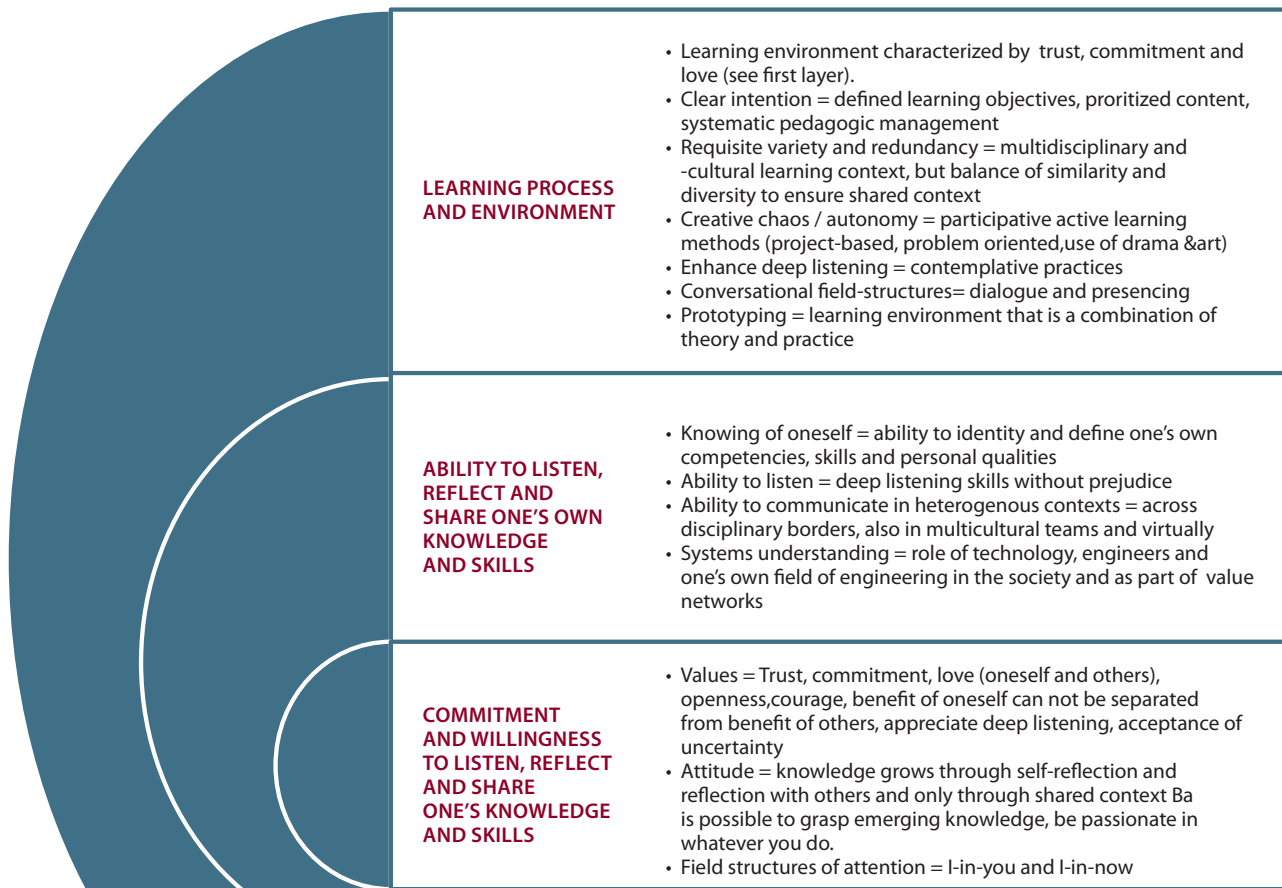 LEARNING PROCESS
AND ENVIRONMENT
• Learning environment characterized by trust, commitment and
love (see first layer).
• Clear intention = defined learning objectives, proritized content,
systematic pedagogic management
• Requisite variety and redundancy = multidisciplinary and
-cultural learning context, but balance of similarity and
diversity to ensure shared context
• Creative chaos / autonomy = participative active learning
methods (project-based, problem oriented,use of drama &art)
• Enhance deep listening = contemplative practices
• Conversational field-structures= dialogue and presencing
• Prototyping = learning environment that is a combination of
theory and practice
ABILITY TO LISTEN,
REFLECT AND
SHARE ONE'S OWN
KNOWLEDGE
AND SKILLS
• Knowing of oneself = ability to identity and define one's own
competencies, skills and personal qualities
• Ability to listen = deep listening skills without prejudice
• Ability to communicate in heterogenous contexts = across
disciplinary borders, also in multicultural teams and virtually
• Systems understanding = role of technology, engineers and
one's own field of engineering in the society and as part of value
networks
COMMITMENT
AND WILLINGNESS
TO LISTEN, REFLECT
AND SHARE
ONE'S KNOWLEDGE
AND SKILLS
• Values = Trust, commitment, love (oneself and others),
openness,courage, benefit of oneself can not be separated
from benefit of others, appreciate deep listening, acceptance of
uncertainty
• Attitude = knowledge grows through self-reflection and
reflection with others and only through shared context Ba
is possible to grasp emerging knowledge, be passionate in
whatever you do.
• Field structures of attention = I-in-you and I-in-now